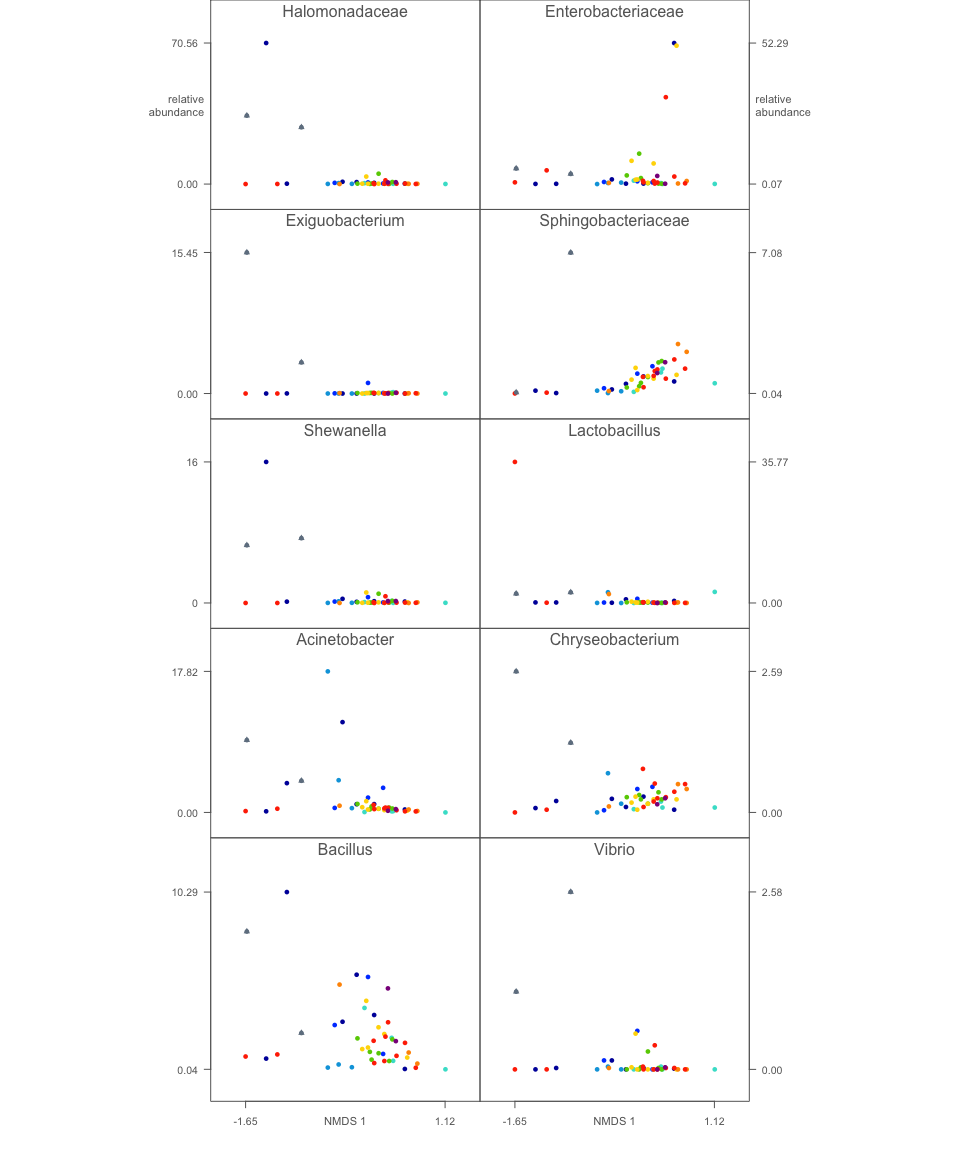 Halomonadaceae
Enterobacteriaceae
70.56
52.29
relative
abundance
relative
abundance
0.00
0.07
Exiguobacterium
Sphingobacteriaceae
15.45
7.08
0.00
0.04
Shewanella
Lactobacillus
16
35.77
0
0.00
Acinetobacter
Chryseobacterium
17.82
2.59
0.00
0.00
Bacillus
Vibrio
10.29
2.58
0.04
0.00
-1.65
NMDS 1
1.12
-1.65
NMDS 1
1.12